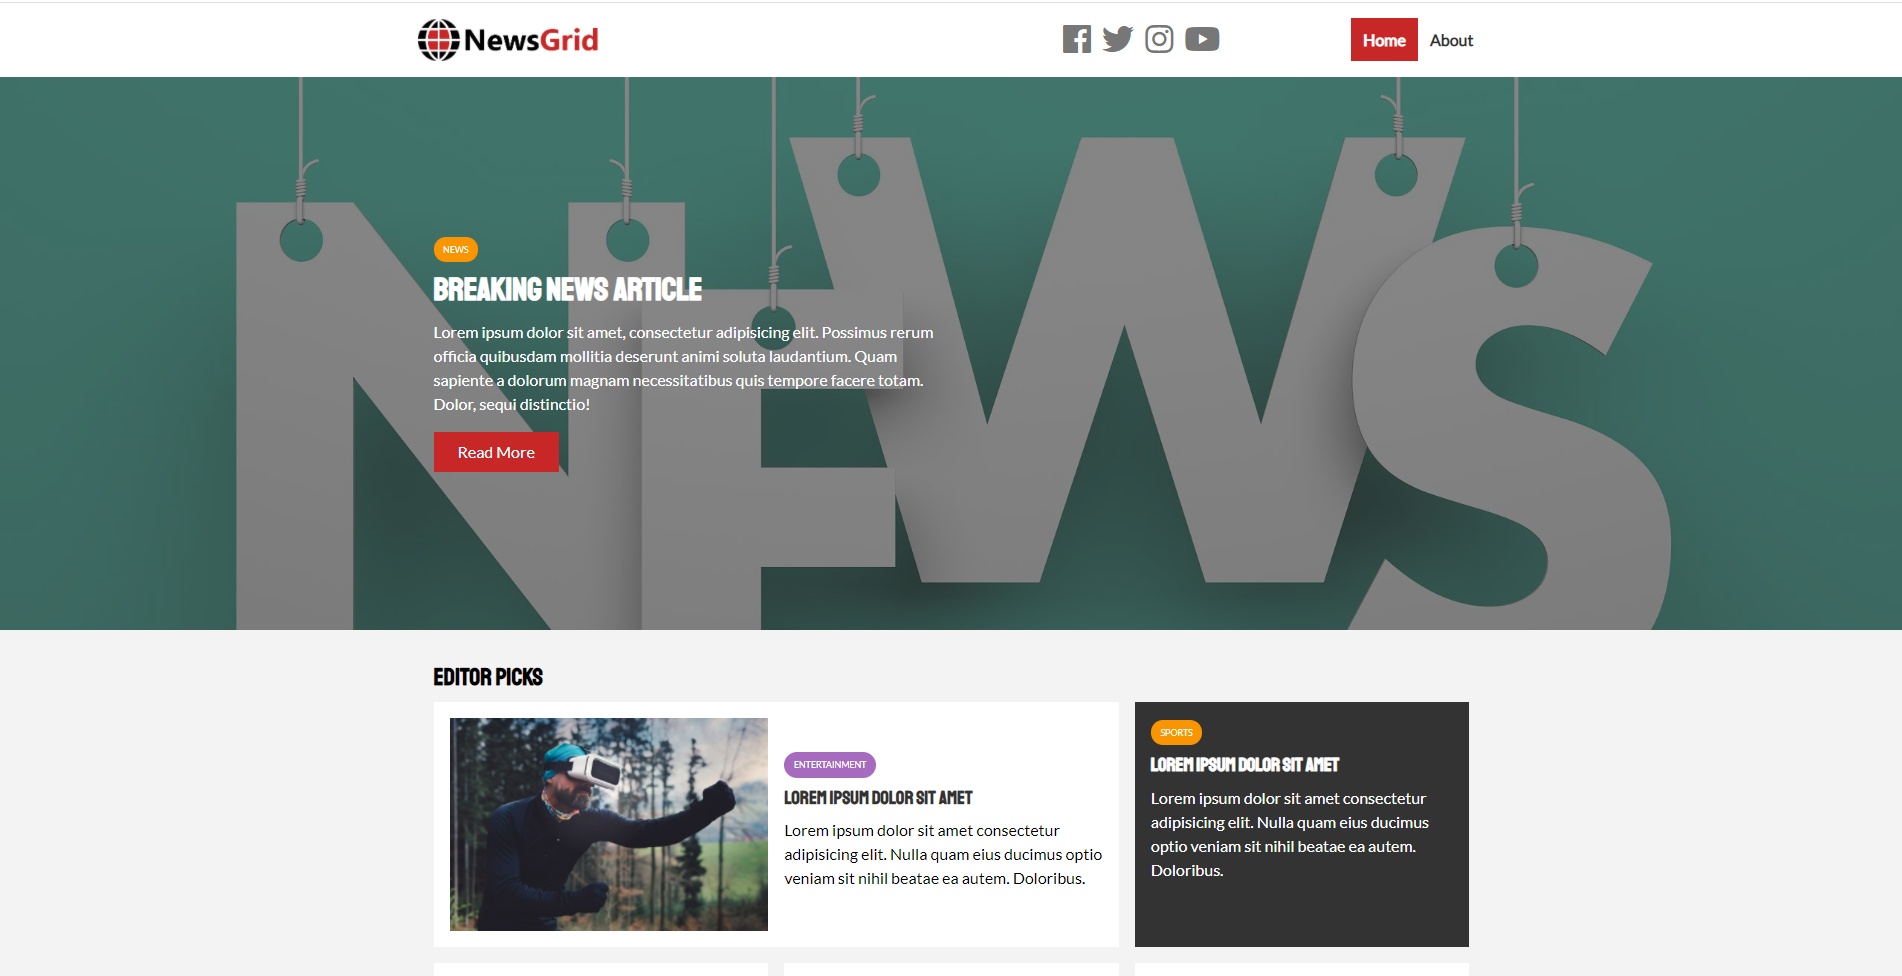 NewsGrid
Home
About
NEWS
NEWS
BREAKING NEWS ARTICLE
Lorem ipsum dolor sit amet, consectetur adipisicing elit. Possimus rerum
officia quibusdam mollitia deserunt animi soluta laudantium. Quam
sapiente a dolorum magnam necessitatibus quis tempore facere totam.
Dolor, sequi distinctio!
Read More
EDITOR PICKS
ENTERTAINMENT
LOREM IPSUM DOLOR SIT AMET
Lorem ipsum dolor sit amet consectetur
adipisicing elit. Nulla quam eius ducimus optio
veniam sit nihil beatae ea autem. Doloribus.
SPORTS
LOREM IPSUM DOLOR SIT AMET
Lorem ipsum dolor sit amet consectetur
adipisicing elit. Nulla quam eius ducimus
optio veniam sit nihil beatae ea autem.
Doloribus.